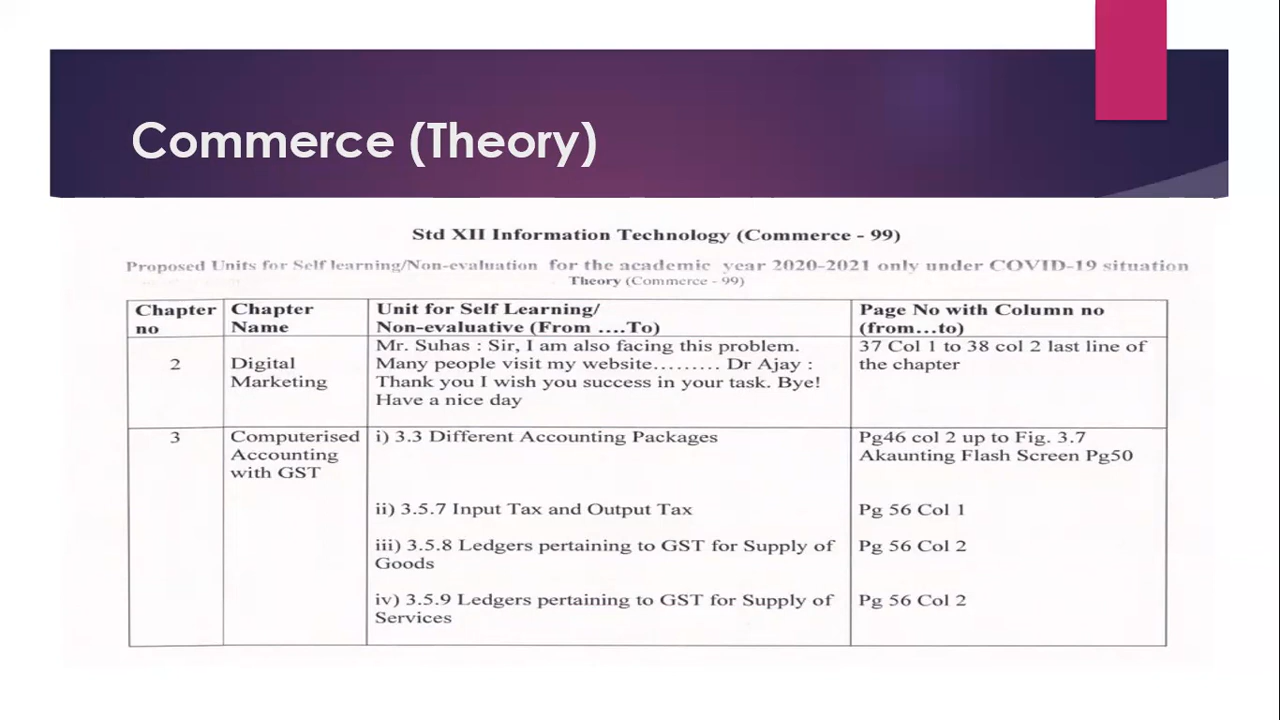 Commerce (Theory)
Std XII Information Technology (Commerce - 99)
Proposed Units for Self learning/Non-evaluation for the academic year 2020-2021 only under COVID-19 situation
Theory (Commerce - 99)
Chapter no | Chapter Name | Unit for Self Learning/ Non-evaluative (From ....To) | Page No with Column no (from...to)
2
Digital
Marketing
Mr. Suhas : Sir, I am also facing this problem.
Many people visit my website......... Dr Ajay :
Thank you I wish you success in your task. Bye!
Have a nice day
37 Col 1 to 38 col 2 last line of
the chapter
3
Computerised
Accounting
with GST
i) 3.3 Different Accounting Packages
Pg46 col 2 up to Fig. 3.7
Akaunting Flash Screen Pg50
ii) 3.5.7 Input Tax and Output Tax
Pg 56 Col 1
iii) 3.5.8 Ledgers pertaining to GST for Supply of
Goods
Pg 56 Col 2
iv) 3.5.9 Ledgers pertaining to GST for Supply of
Services
Pg 56 Col 2